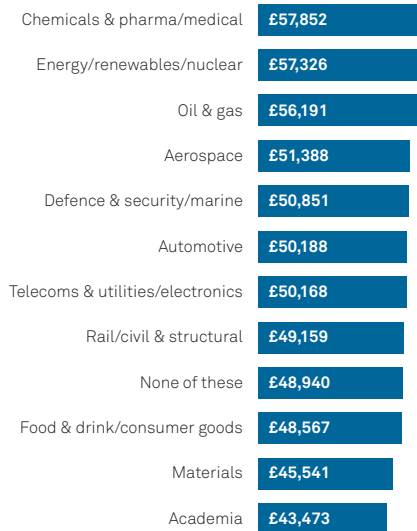 Chemicals & pharma/medical £57,852
Energy/renewables/nuclear £57,326
Oil & gas £56,191
Aerospace £51,388
Defence & security/marine £50,851
Automotive £50,188
Telecoms & utilities/electronics £50,168
Rail/civil & structural £49,159
None of these £48,940
Food & drink/consumer goods £48,567
Materials £45,541
Academia £43,473